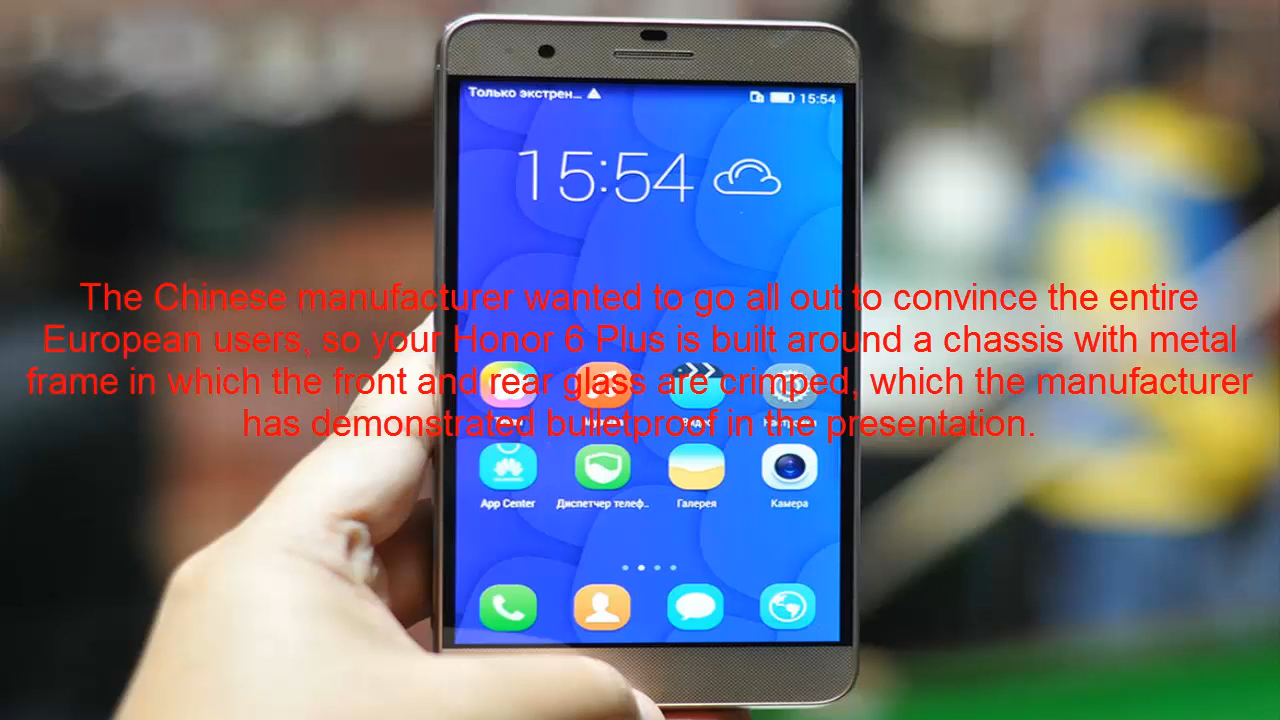 Только экстрен... 15:54
15:54
The Chinese manufacturer wanted to go all out to convince the entire
European users, so your Honor 6 Plus is built around a chassis with metal
frame in which the front and rear glass are crimped, which the manufacturer
has demonstrated bulletproof in the presentation.
App Center Диспетчер телеф.. Галерея Камера